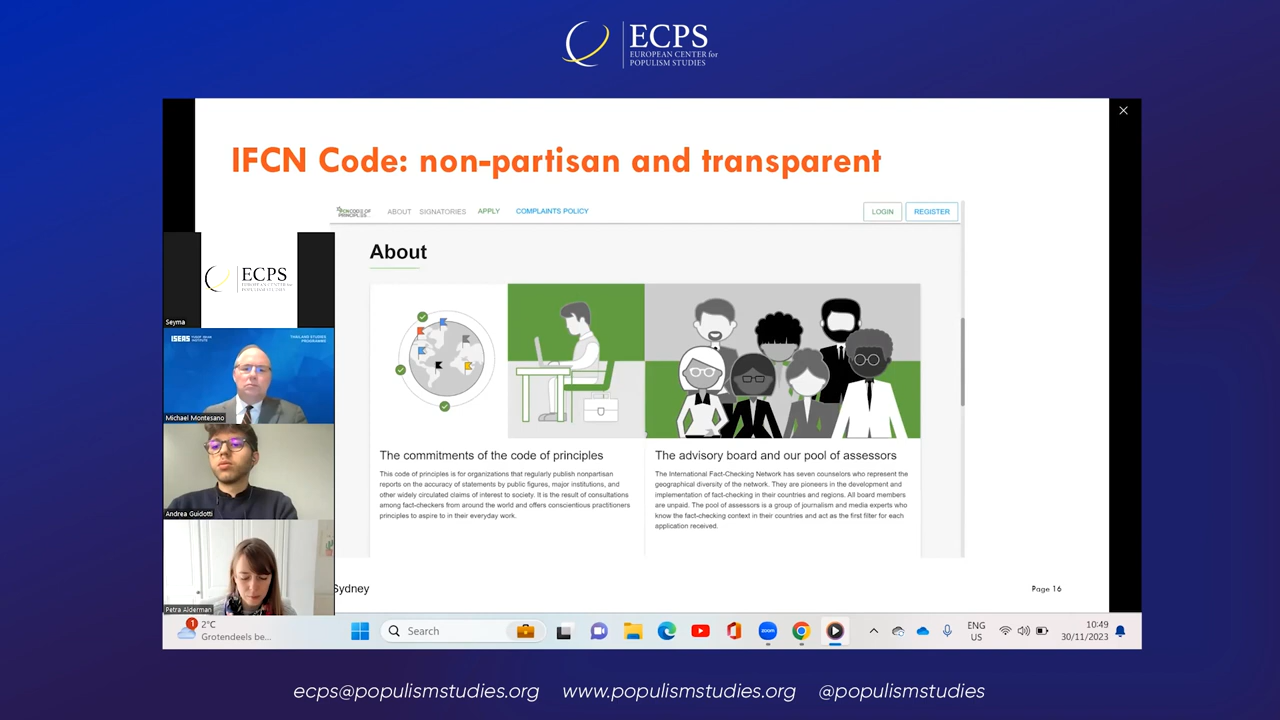 ECPS
EUROPEAN CENTER for
POPULISM STUDIES
IFCN Code: non-partisan and transparent
ABOUT SIGNATORIES APPLY COMPLAINTS POLICY LOGIN REGISTER
About
The commitments of the code of principles
This code of principles is for organizations that regularly publish nonpartisan
reports on the accuracy of statements by public figures, major institutions, and
other widely circulated claims of interest to society. It is the result of consultations
among fact-checkers from around the world and offers conscientious practitioners
principles to aspire to in their everyday work.
The advisory board and our pool of assessors
The International Fact-Checking Network has seven counselors who represent the
geographical diversity of the network. They are pioneers in the development and
implementation of fact-checking in their countries and regions. All board members
are unpaid. The pool of assessors is a group of journalism and media experts who
know the fact-checking context in their countries and act as the first filter for each
application received.
ECPS
Seyma
ISEAS
THAILAND STUDIES
PROGRAMME
Michael Montesano
Andrea Guidotti
Petra Alderman
Sydney
Page 16
1
2°C
Grotendeels be...
Search
zoom
ENG
US
10:49
30/11/2023
ecps@populismstudies.org www.populismstudies.org @populismstudies